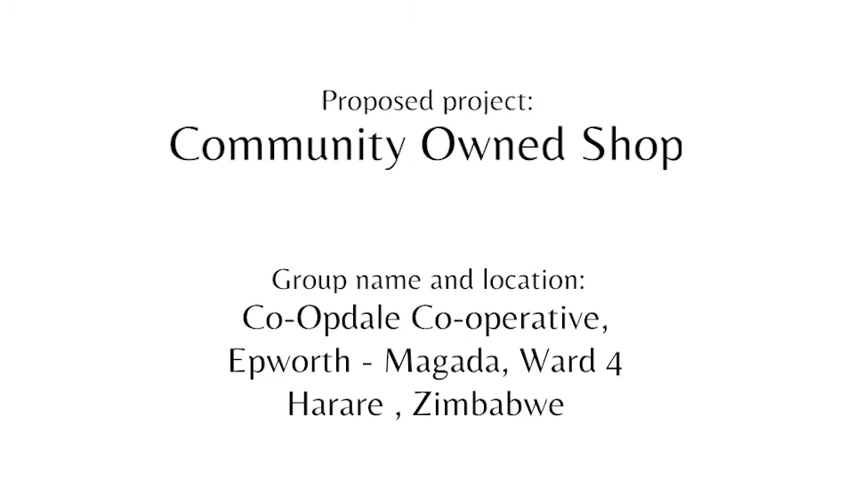 Proposed project:
Community Owned Shop
Group name and location:
Co-Opdale Co-operative,
Epworth - Magada, Ward 4
Harare , Zimbabwe